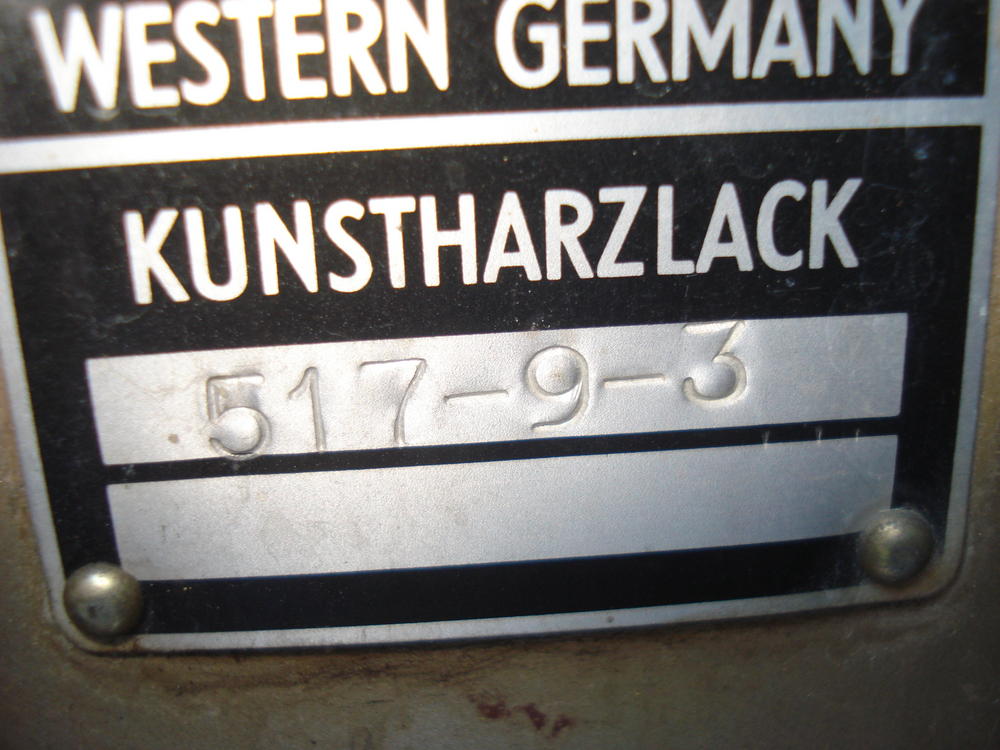 WESTERN GERMANY
KUNSTHARZLACK
517-9-3